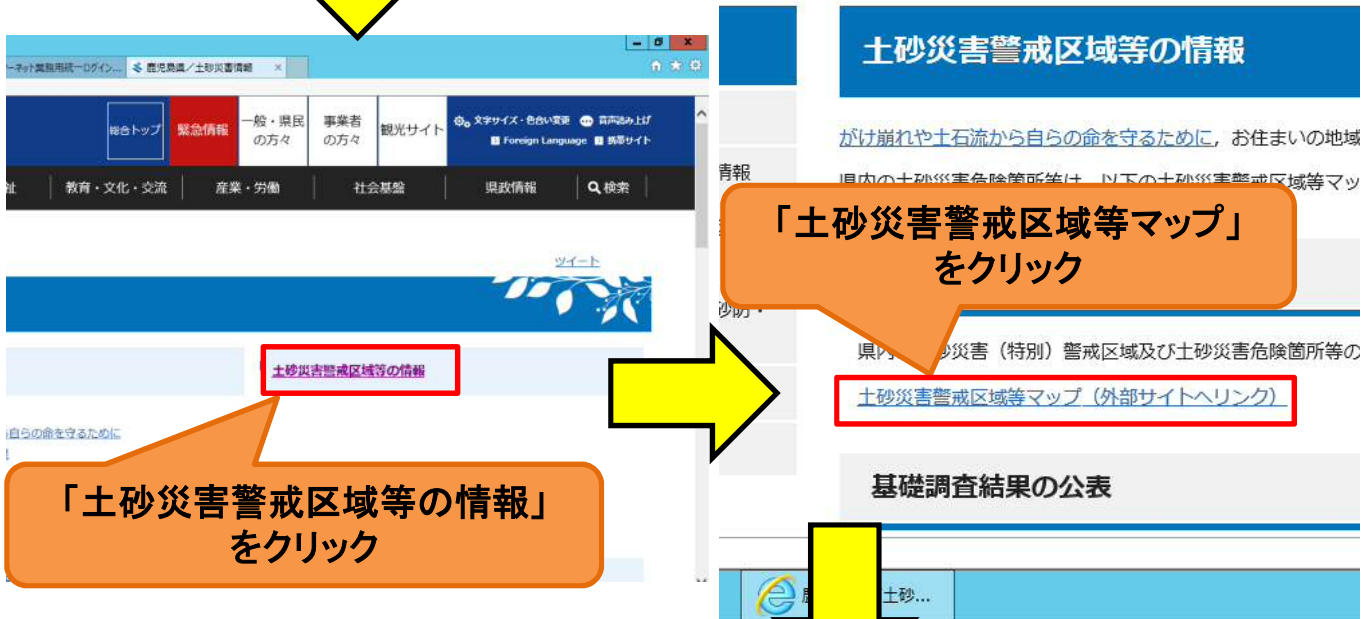 鹿児島県／土砂災害情報
総合トップ
緊急情報
一般・県民
の方々
事業者
の方々
観光サイト
文字サイズ・色合い変更
音声読み上げ
Foreign Language
携帯サイト
教育・文化・交流
産業・労働
社会基盤
県政情報
検索
ツイート
土砂災害警戒区域等の情報
自らの命を守るために
「土砂災害警戒区域等の情報」
をクリック
土砂災害警戒区域等の情報
がけ崩れや土石流から自らの命を守るために，お住まいの地域
情報
県内の土砂災害危険箇所等は，以下の土砂災害警戒区域等マッ
「土砂災害警戒区域等マップ」
をクリック
砂防・
県内
砂災害（特別）警戒区域及び土砂災害危険箇所等の
土砂災害警戒区域等マップ（外部サイトへリンク）
基礎調査結果の公表
土砂...